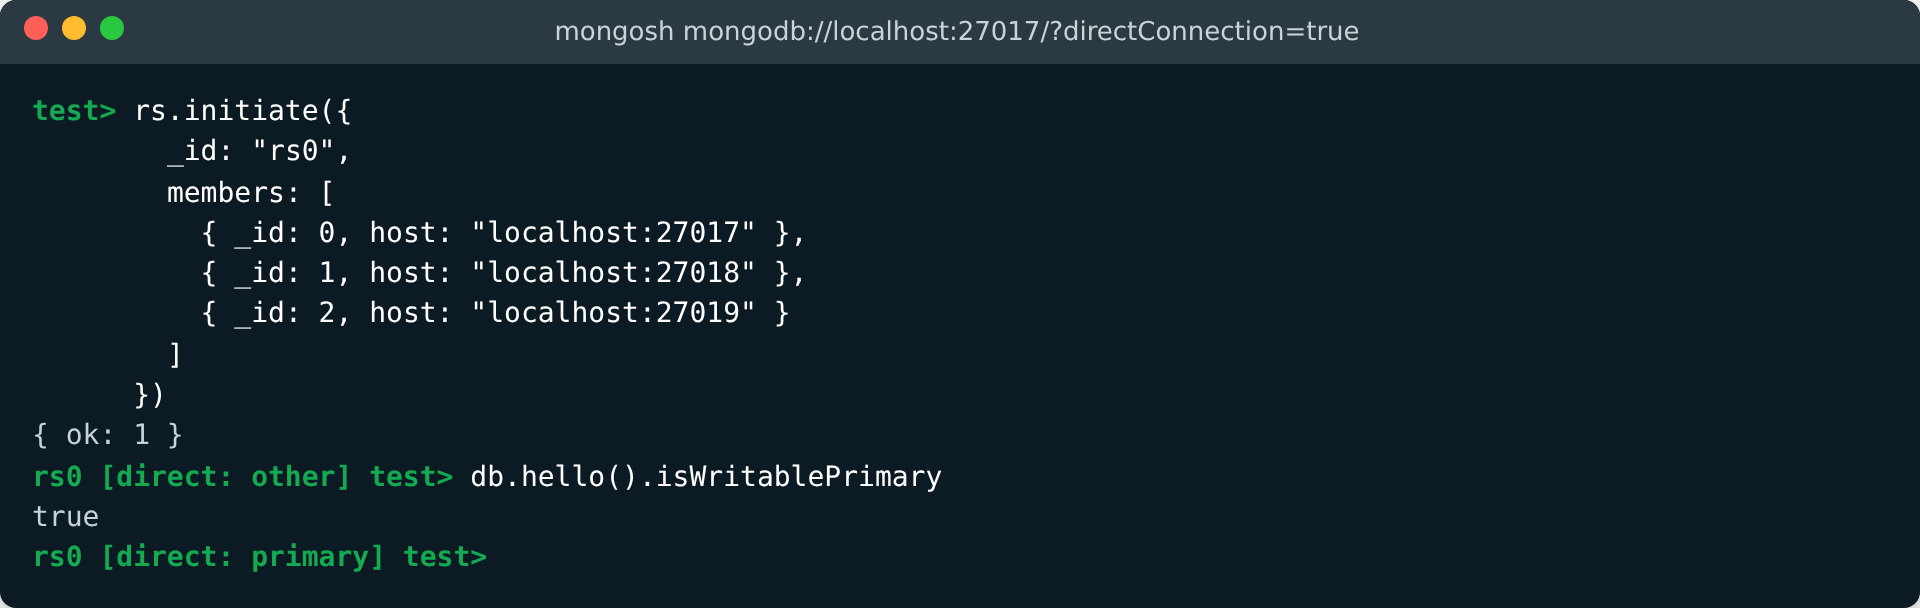 mongosh mongodb://localhost:27017/?directConnection=true
test> rs.initiate({
        _id: "rs0",
        members: [
          { _id: 0, host: "localhost:27017" },
          { _id: 1, host: "localhost:27018" },
          { _id: 2, host: "localhost:27019" }
        ]
      })
{ ok: 1 }
rs0 [direct: other] test> db.hello().isWritablePrimary
true
rs0 [direct: primary] test>